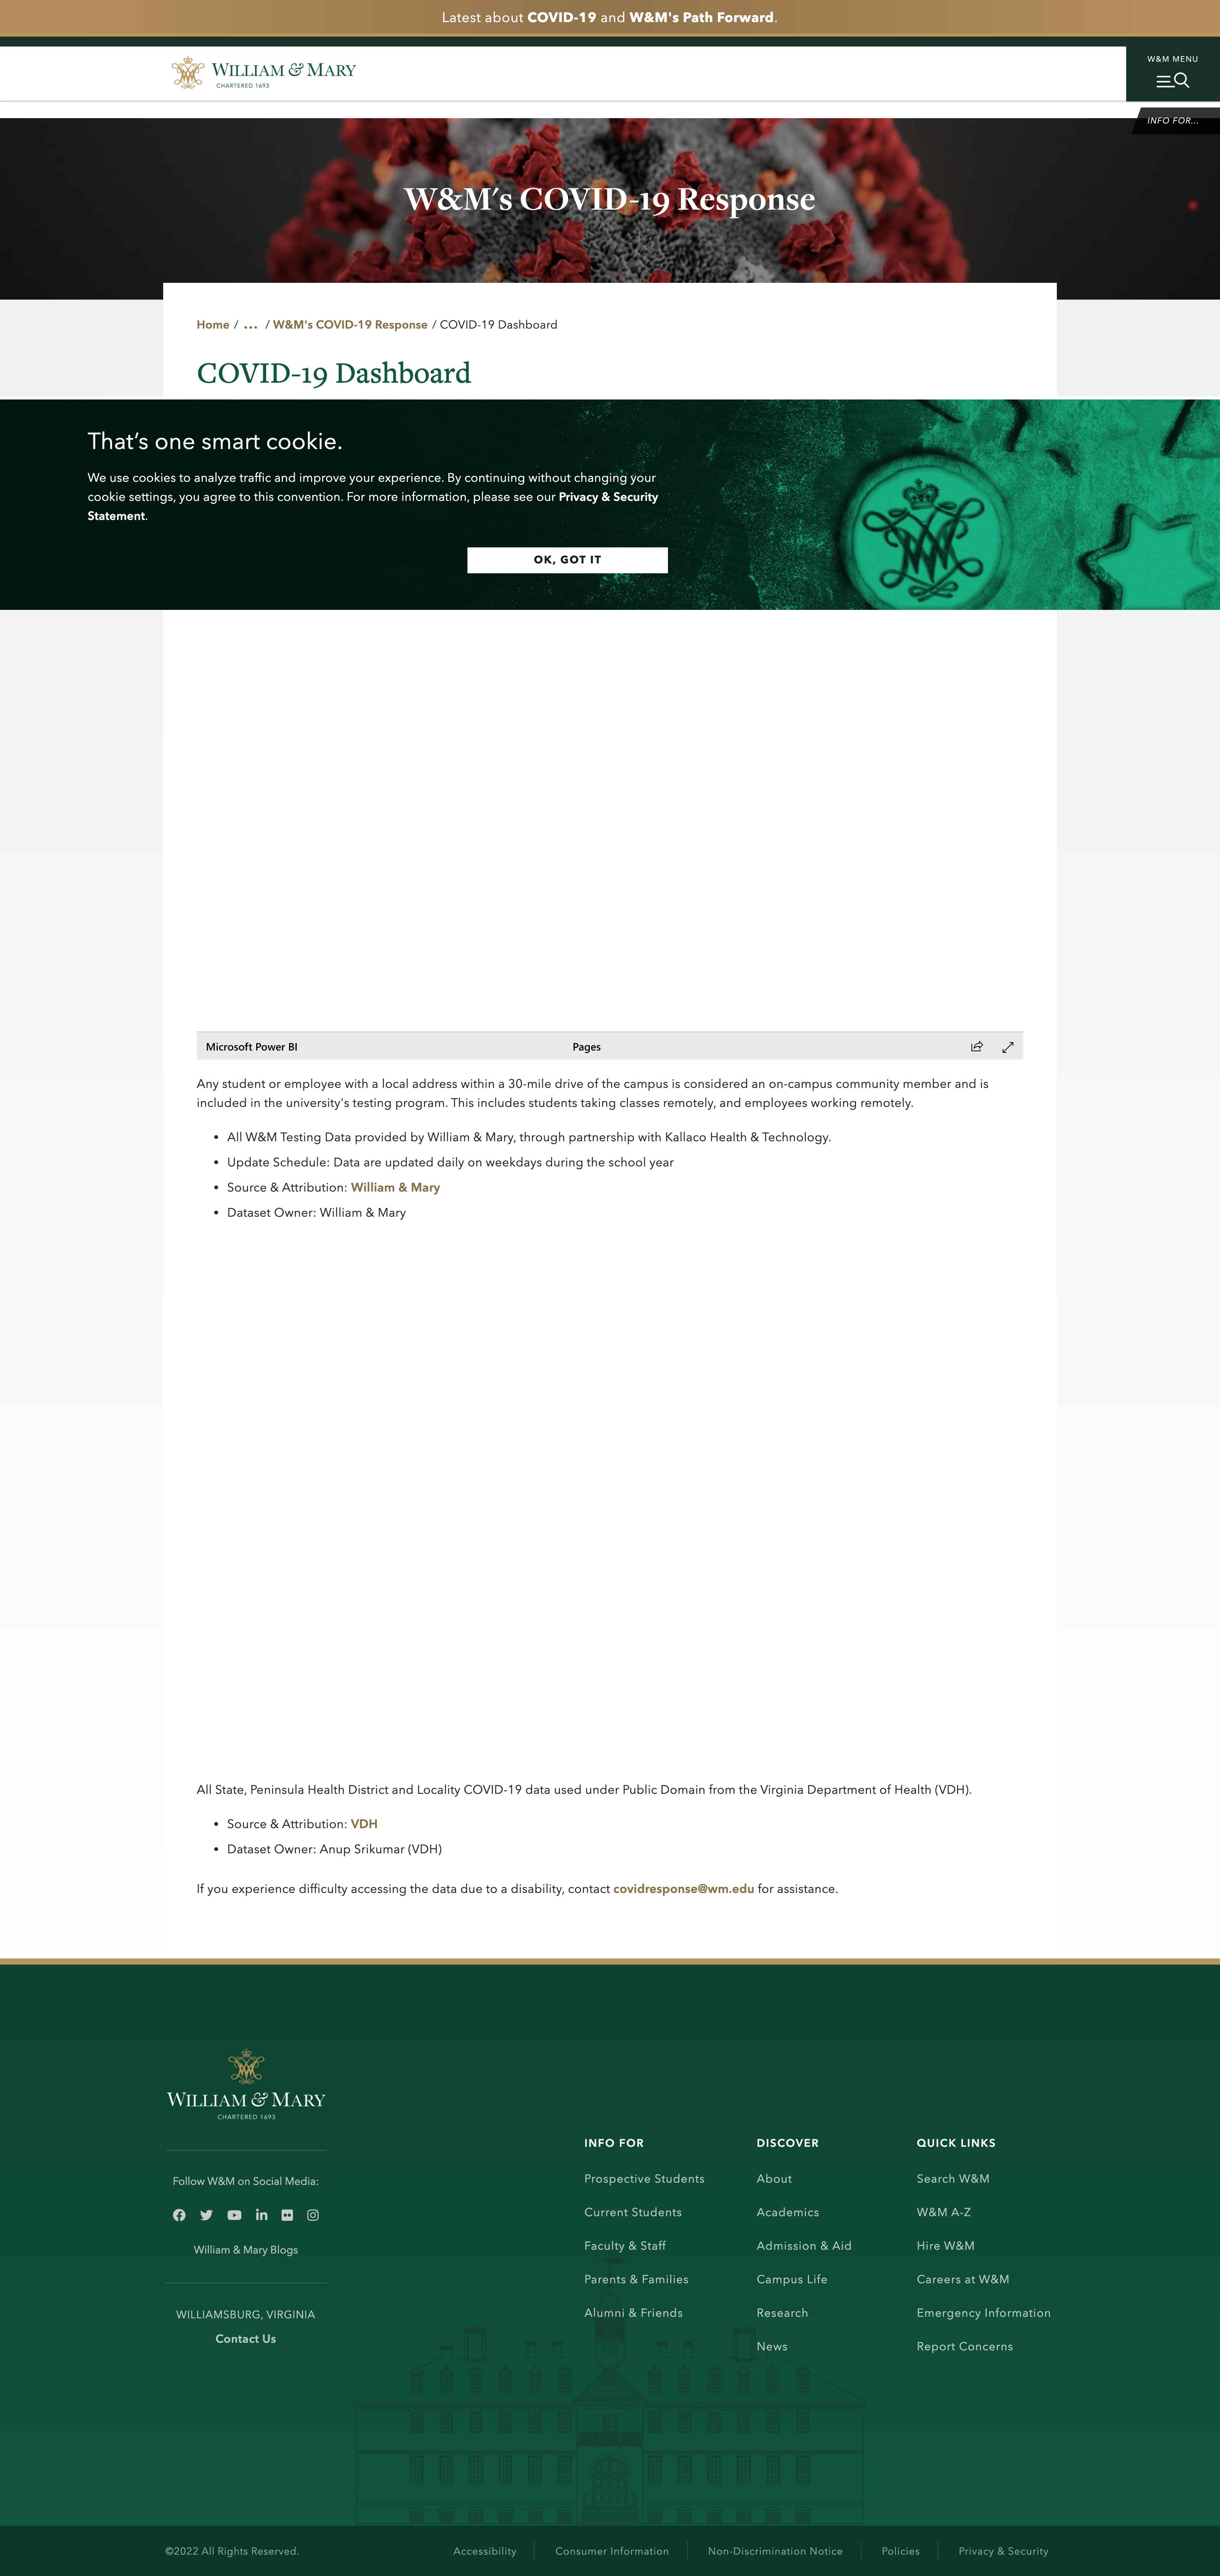 Latest about COVID-19 and W&M's Path Forward.
WILLIAM & MARY
CHARTERED 1693
W&M MENU
INFO FOR...
W&M's COVID-19 Response
Home / ... / W&M's COVID-19 Response / COVID-19 Dashboard
COVID-19 Dashboard
That's one smart cookie.
We use cookies to analyze traffic and improve your experience. By continuing without changing your
cookie settings, you agree to this convention. For more information, please see our Privacy & Security
Statement.
OK, GOT IT
Microsoft Power BI
Pages
Any student or employee with a local address within a 30-mile drive of the campus is considered an on-campus community member and is
included in the university's testing program. This includes students taking classes remotely, and employees working remotely.
• All W&M Testing Data provided by William & Mary, through partnership with Kallaco Health & Technology.
• Update Schedule: Data are updated daily on weekdays during the school year
• Source & Attribution: William & Mary
• Dataset Owner: William & Mary
All State, Peninsula Health District and Locality COVID-19 data used under Public Domain from the Virginia Department of Health (VDH).
• Source & Attribution: VDH
• Dataset Owner: Anup Srikumar (VDH)
If you experience difficulty accessing the data due to a disability, contact covidresponse@wm.edu for assistance.
WILLIAM & MARY
CHARTERED 1693
Follow W&M on Social Media:
William & Mary Blogs
WILLIAMSBURG, VIRGINIA
Contact Us
INFO FOR
Prospective Students
Current Students
Faculty & Staff
Parents & Families
Alumni & Friends
DISCOVER
About
Academics
Admission & Aid
Campus Life
Research
News
QUICK LINKS
Search W&M
W&M A-Z
Hire W&M
Careers at W&M
Emergency Information
Report Concerns
©2022 All Rights Reserved.
Accessibility
Consumer Information
Non-Discrimination Notice
Policies
Privacy & Security